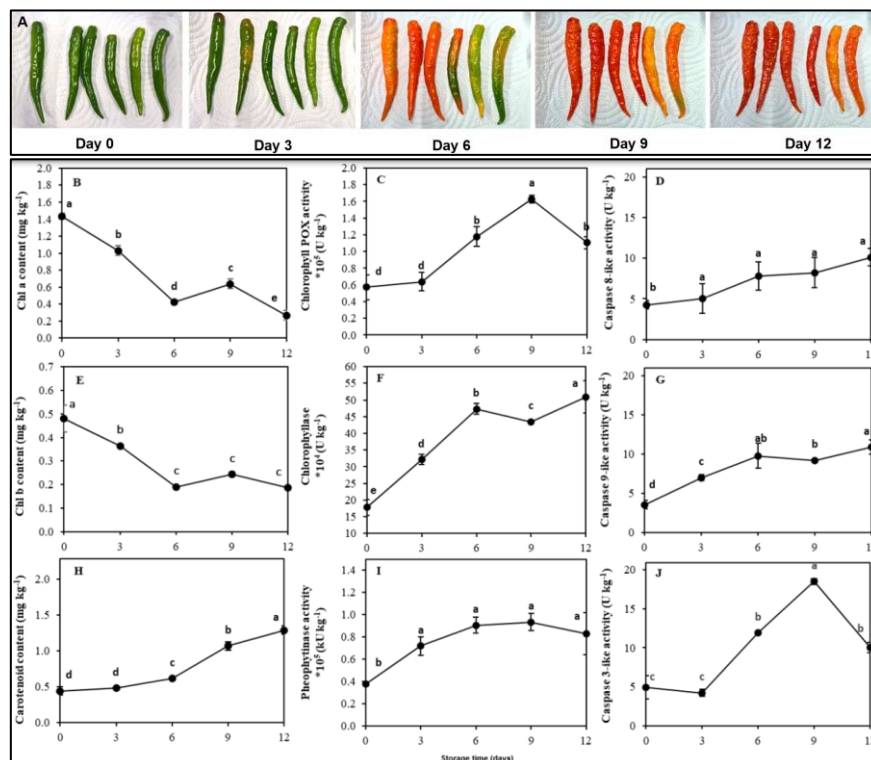 A
Day 0 Day 3 Day 6 Day 9 Day 12
B
Chl a content (mg kg⁻¹)
2.0
1.8
1.6
1.4
1.2
1.0
0.8
0.6
0.4
0.2
0.0
a b d c e
0 3 6 9 12
C
Chlorophyll POX activity
*10⁵ (U kg⁻¹)
2.0
1.8
1.6
1.4
1.2
1.0
0.8
0.6
0.4
0.2
0.0
d d b a b
0 3 6 9 12
D
Caspase 8-like activity (U kg⁻¹)
20
15
10
5
0
b a a a a
0 3 6 9 12
E
Chl b content (mg kg⁻¹)
0.7
0.6
0.5
0.4
0.3
0.2
0.1
0.0
a b c c c
0 3 6 9 12
F
Chlorophyllase
*10⁴ (U kg⁻¹)
60
55
50
45
40
35
30
25
20
15
10
e d b c a
0 3 6 9 12
G
Caspase 9-like activity (U kg⁻¹)
20
15
10
5
0
d c ab b a
0 3 6 9 12
H
Carotenoid content (mg kg⁻¹)
2.0
1.5
1.0
0.5
0.0
d d c b a
0 3 6 9 12
I
Pheophytinase activity
*10⁵ (kU kg⁻¹)
1.4
1.2
1.0
0.8
0.6
0.4
0.2
0.0
b a a a a
0 3 6 9 12
Storage time (days)
J
Caspase 3-like activity (U kg⁻¹)
20
15
10
5
0
c c b a b
0 3 6 9 12